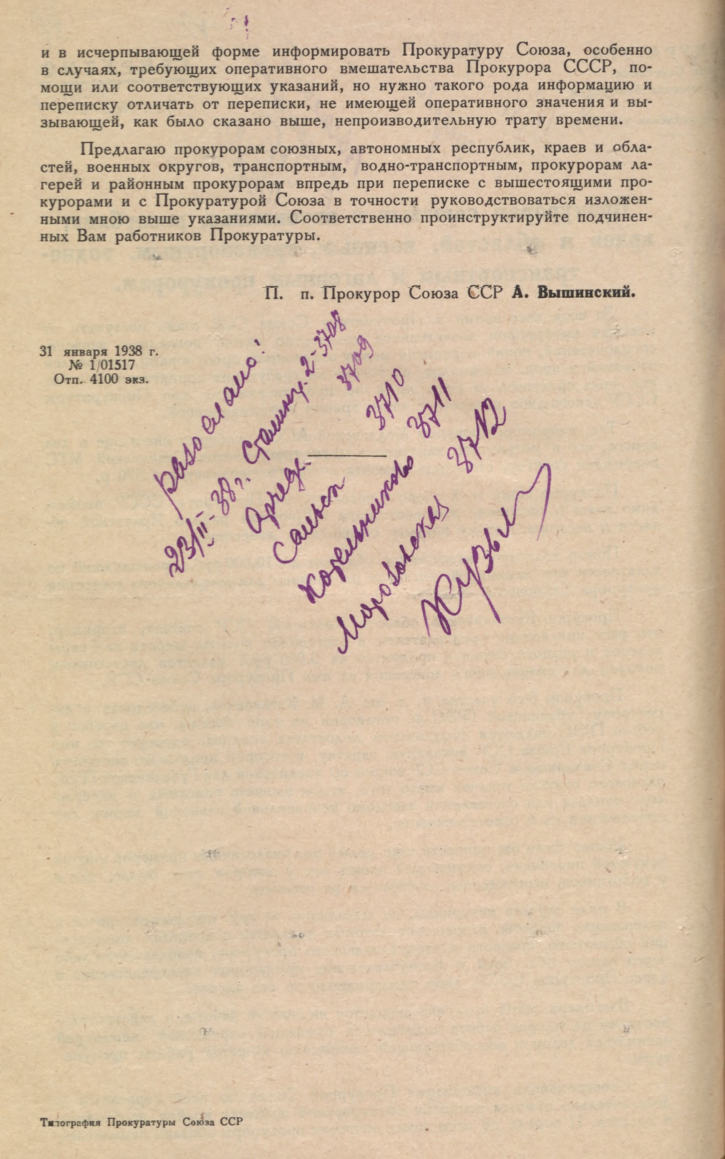 и в исчерпывающей форме информировать Прокуратуру Союза, особенно
в случаях, требующих оперативного вмешательства Прокурора СССР, по-
мощи или соответствующих указаний, но нужно такого рода информацию и
переписку отличать от переписки, не имеющей оперативного значения и вы-
зывающей, как было сказано выше, непроизводительную трату времени.
Предлагаю прокурорам союзных, автономных республик, краев и обла-
стей, военных округов, транспортным, водно-транспортным, прокурорам ла-
герей и районным прокурорам впредь при переписке с вышестоящими про-
курорами и с Прокуратурой Союза в точности руководствоваться изложен-
ными мною выше указаниями. Соответственно проинструктируйте подчинен-
ных Вам работников Прокуратуры.
П. п. Прокурор Союза ССР А. Вышинский.
31 января 1938 г.
№ 1/01517
Отп. 4100 экз.
разослано!
23/II-38 г. Сталингр. 2-3708
Арчеда 3709
Сальск 3710
Котельниково 3711
Морозовская 3712
Типография Прокуратуры Союза ССР